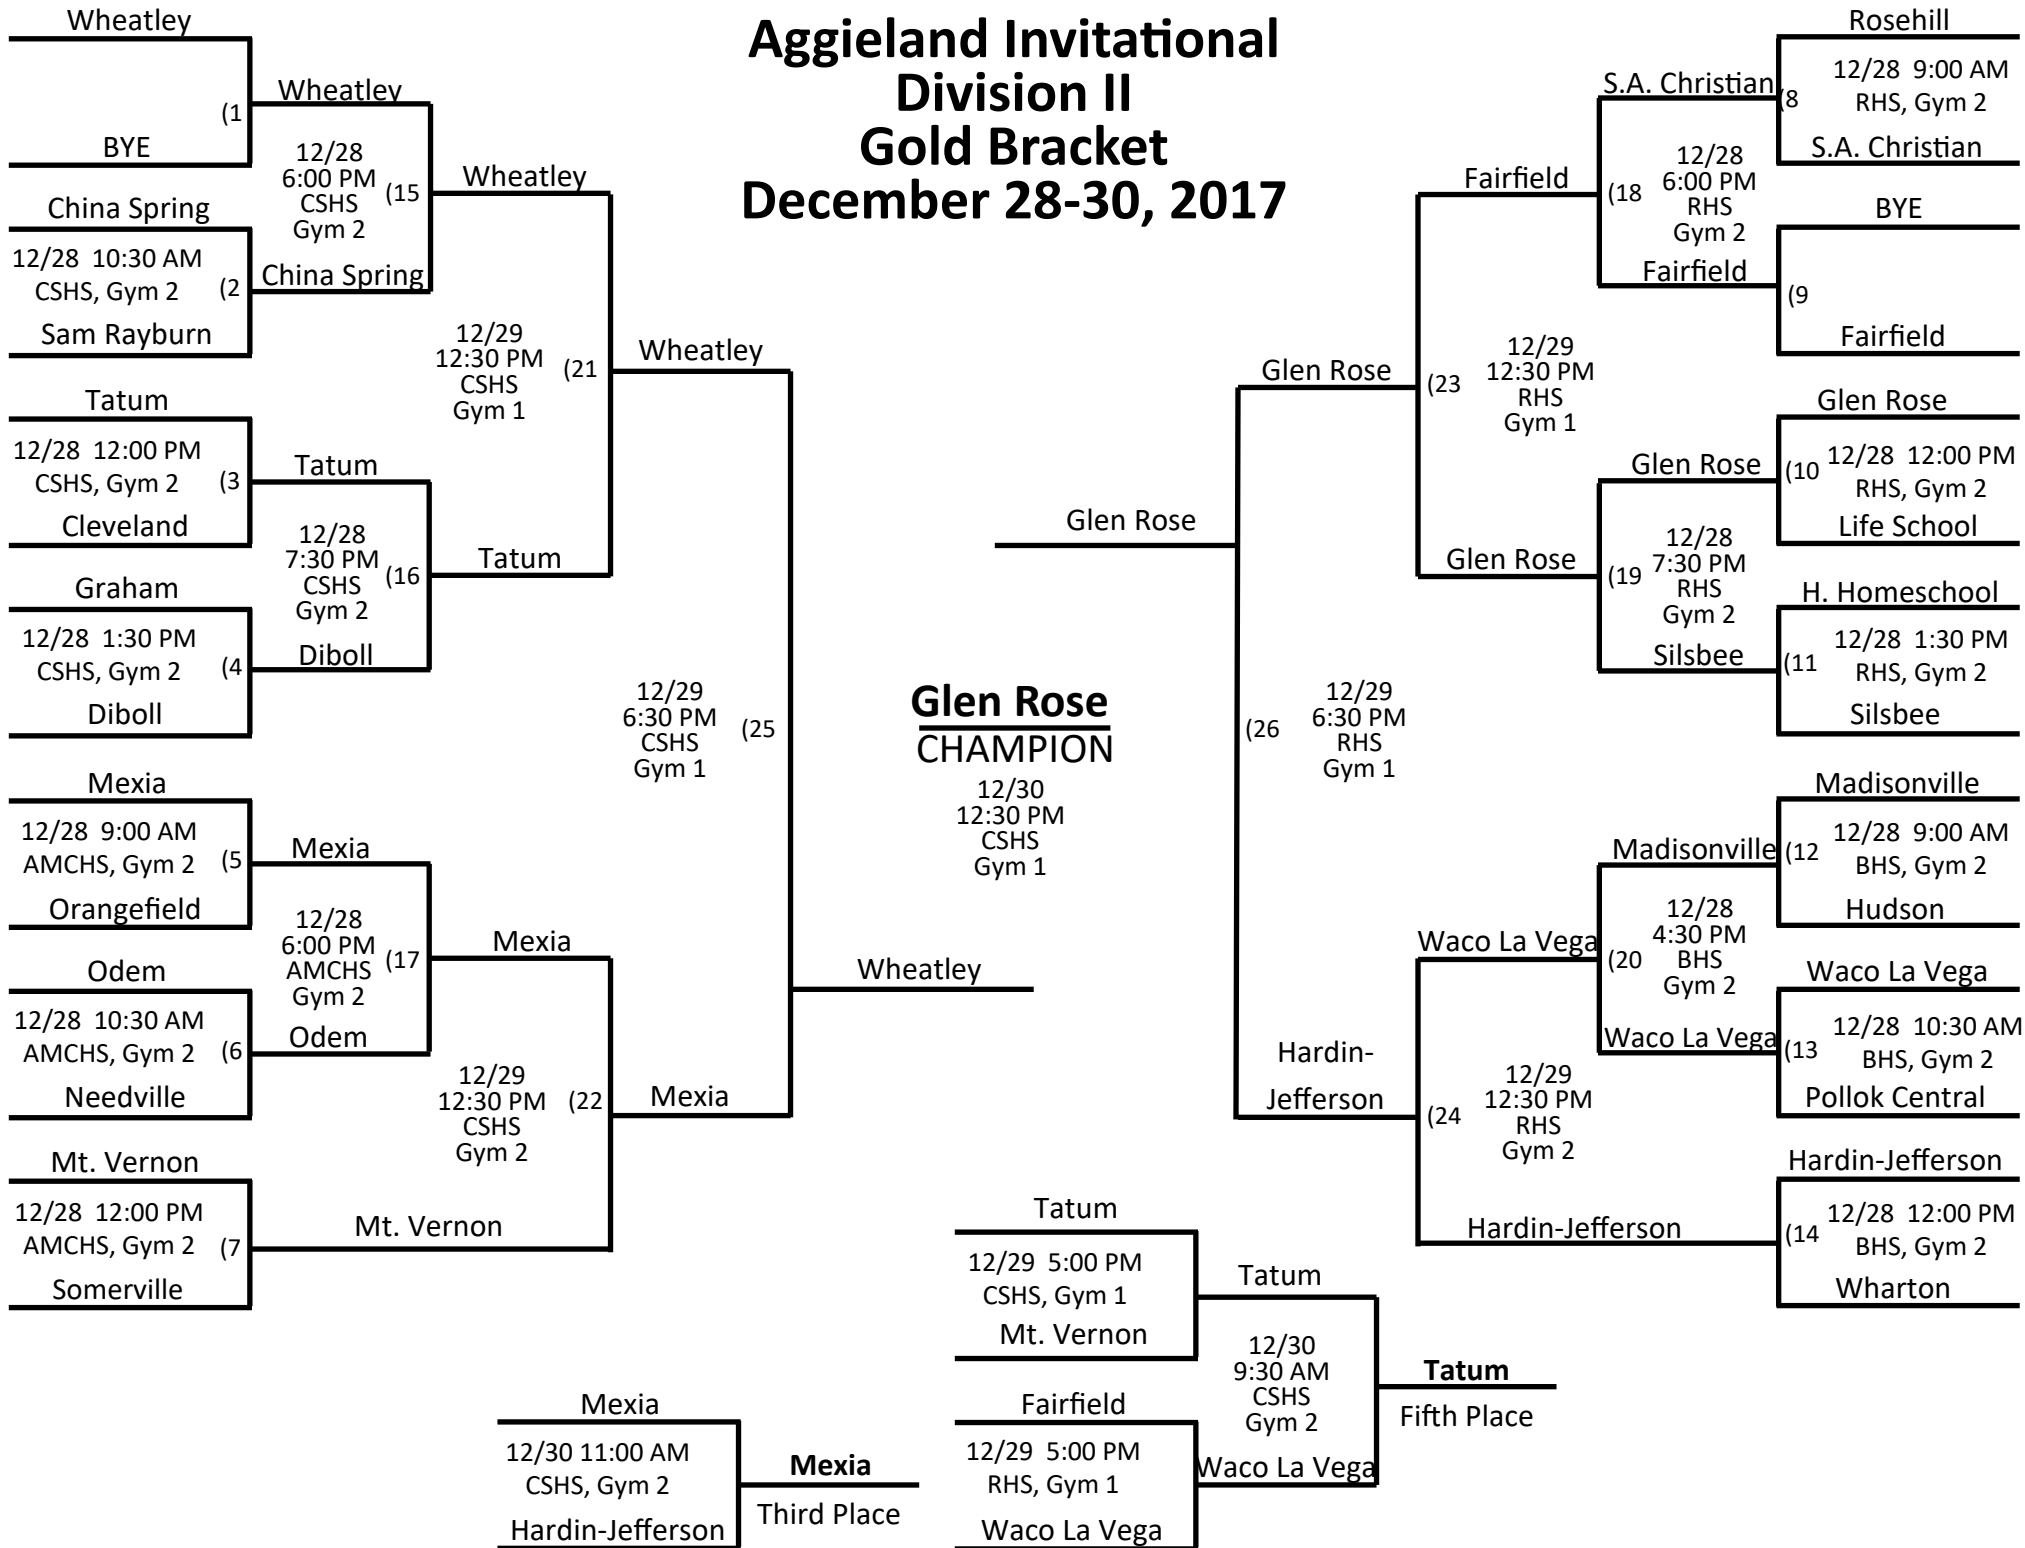 Aggieland Invitational
Division II
Gold Bracket
December 28-30, 2017
Wheatley
(1
BYE
China Spring
12/28 10:30 AM
CSHS, Gym 2
(2
Sam Rayburn
Tatum
12/28 12:00 PM
CSHS, Gym 2
(3
Cleveland
Graham
12/28 1:30 PM
CSHS, Gym 2
(4
Diboll
Mexia
12/28 9:00 AM
AMCHS, Gym 2
(5
Orangefield
Odem
12/28 10:30 AM
AMCHS, Gym 2
(6
Needville
Mt. Vernon
12/28 12:00 PM
AMCHS, Gym 2
(7
Somerville
Wheatley
12/28
6:00 PM
CSHS
Gym 2
(15
China Spring
Tatum
12/28
7:30 PM
CSHS
Gym 2
(16
Diboll
Mexia
12/28
6:00 PM
AMCHS
Gym 2
(17
Odem
Wheatley
12/29
12:30 PM
CSHS
Gym 1
(21
Tatum
Mexia
12/29
12:30 PM
CSHS
Gym 2
(22
Mt. Vernon
Wheatley
12/29
6:30 PM
CSHS
Gym 1
(25
Mexia
Wheatley
Glen Rose
Glen Rose
CHAMPION
12/30
12:30 PM
CSHS
Gym 1
Glen Rose
(26
12/29
6:30 PM
RHS
Gym 1
Hardin-
Jefferson
Fairfield
(23
12/29
12:30 PM
RHS
Gym 1
Glen Rose
Waco La Vega
(24
12/29
12:30 PM
RHS
Gym 2
Hardin-Jefferson
S.A. Christian
(18
12/28
6:00 PM
RHS
Gym 2
Fairfield
Glen Rose
(19
12/28
7:30 PM
RHS
Gym 2
Silsbee
Madisonville
(20
12/28
4:30 PM
BHS
Gym 2
Waco La Vega
Rosehill
(8
12/28 9:00 AM
RHS, Gym 2
S.A. Christian
BYE
(9
Fairfield
Glen Rose
(10
12/28 12:00 PM
RHS, Gym 2
Life School
H. Homeschool
(11
12/28 1:30 PM
RHS, Gym 2
Silsbee
Madisonville
(12
12/28 9:00 AM
BHS, Gym 2
Hudson
Waco La Vega
(13
12/28 10:30 AM
BHS, Gym 2
Pollok Central
Hardin-Jefferson
(14
12/28 12:00 PM
BHS, Gym 2
Wharton
Tatum
12/29 5:00 PM
CSHS, Gym 1
Mt. Vernon
Fairfield
12/29 5:00 PM
RHS, Gym 1
Waco La Vega
Tatum
12/30
9:30 AM
CSHS
Gym 2
Waco La Vega
Tatum
Fifth Place
Mexia
12/30 11:00 AM
CSHS, Gym 2
Hardin-Jefferson
Mexia
Third Place